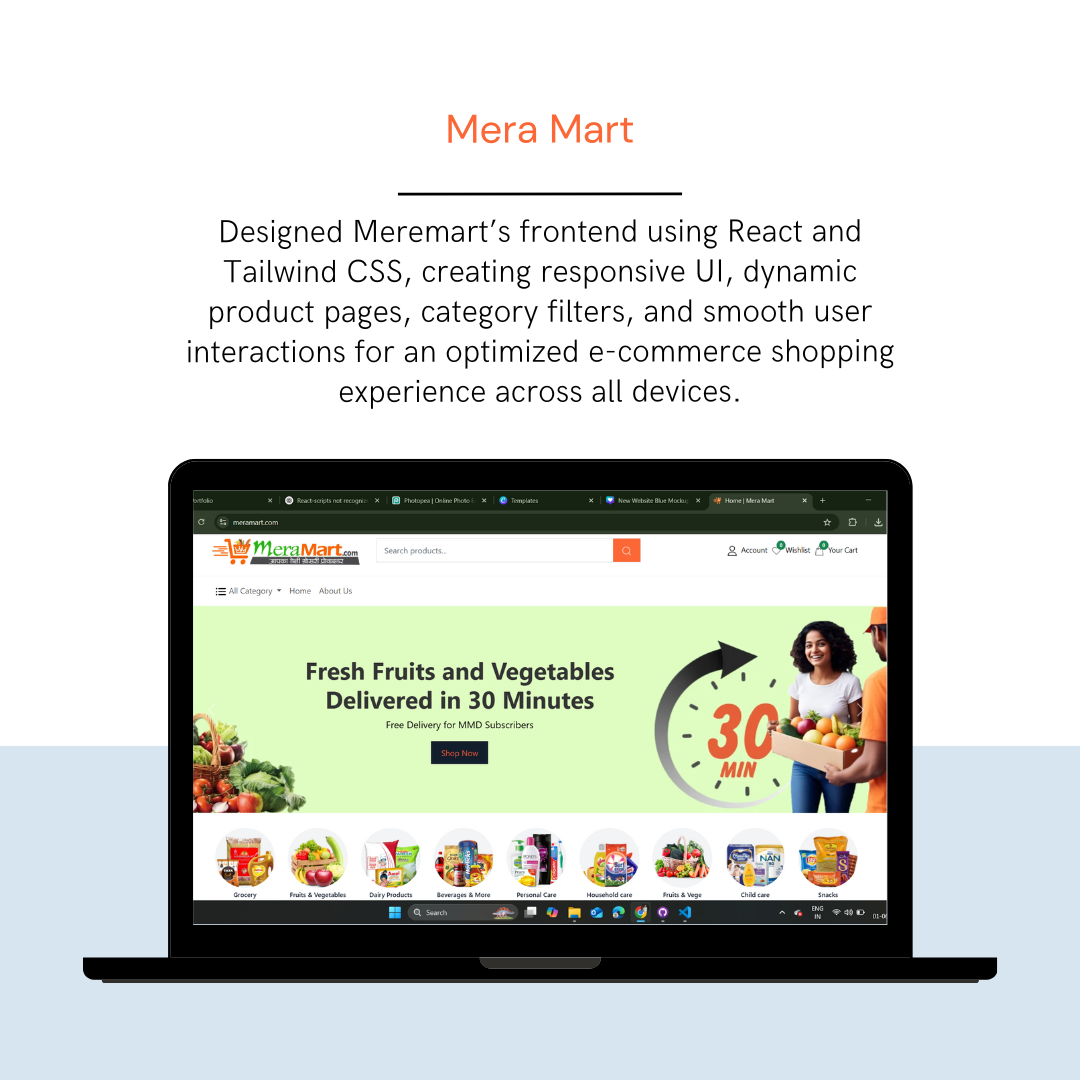 Mera Mart
Designed Meremart’s frontend using React and
Tailwind CSS, creating responsive UI, dynamic
product pages, category filters, and smooth user
interactions for an optimized e-commerce shopping
experience across all devices.
React-scripts not recogniz
Photopea | Online Photo E
Templates
New Website Blue Mockup
Home | Mera Mart
meramart.com
MeraMart.com
Search products...
Account
0
Wishlist
0
Your Cart
All Category
Home
About Us
Fresh Fruits and Vegetables
Delivered in 30 Minutes
Free Delivery for MMD Subscribers
Shop Now
30
MIN
Grocery
Fruits & Vegetables
Dairy Products
Beverages & More
Personal Care
Household care
Fruits & Vege
Child care
Snacks
NAN
Search
ENG
IN